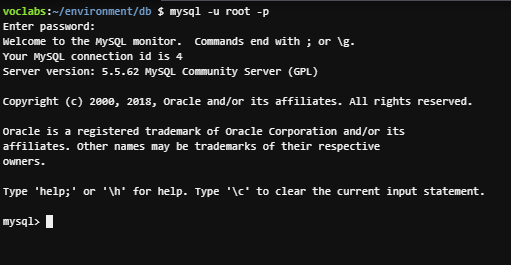 voclabs:~/environment/db $ mysql -u root -p
Enter password:
Welcome to the MySQL monitor.  Commands end with ; or \g.
Your MySQL connection id is 4
Server version: 5.5.62 MySQL Community Server (GPL)
Copyright (c) 2000, 2018, Oracle and/or its affiliates. All rights reserved.
Oracle is a registered trademark of Oracle Corporation and/or its
affiliates. Other names may be trademarks of their respective
owners.
Type 'help;' or '\h' for help. Type '\c' to clear the current input statement.
mysql>